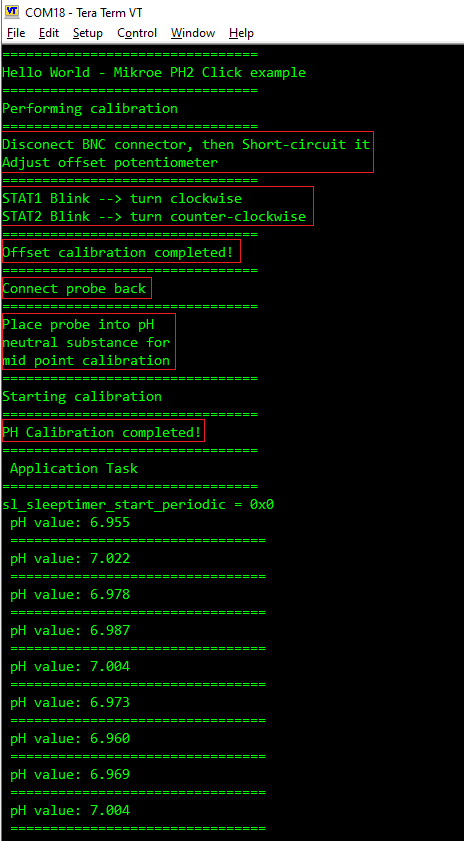 VT COM18 - Tera Term VT
File Edit Setup Control Window Help
================================
Hello World - Mikroe PH2 Click example
================================
Performing calibration
================================
Disconect BNC connector, then Short-circuit it
Adjust offset potentiometer
================================
STAT1 Blink --> turn clockwise
STAT2 Blink --> turn counter-clockwise
================================
Offset calibration completed!
================================
Connect probe back
================================
Place probe into pH
neutral substance for
mid point calibration
================================
Starting calibration
================================
PH Calibration completed!
================================
Application Task
================================
sl_sleeptimer_start_periodic = 0x0
pH value: 6.955
================================
pH value: 7.022
================================
pH value: 6.978
================================
pH value: 6.987
================================
pH value: 7.004
================================
pH value: 6.973
================================
pH value: 6.960
================================
pH value: 6.969
================================
pH value: 7.004
================================